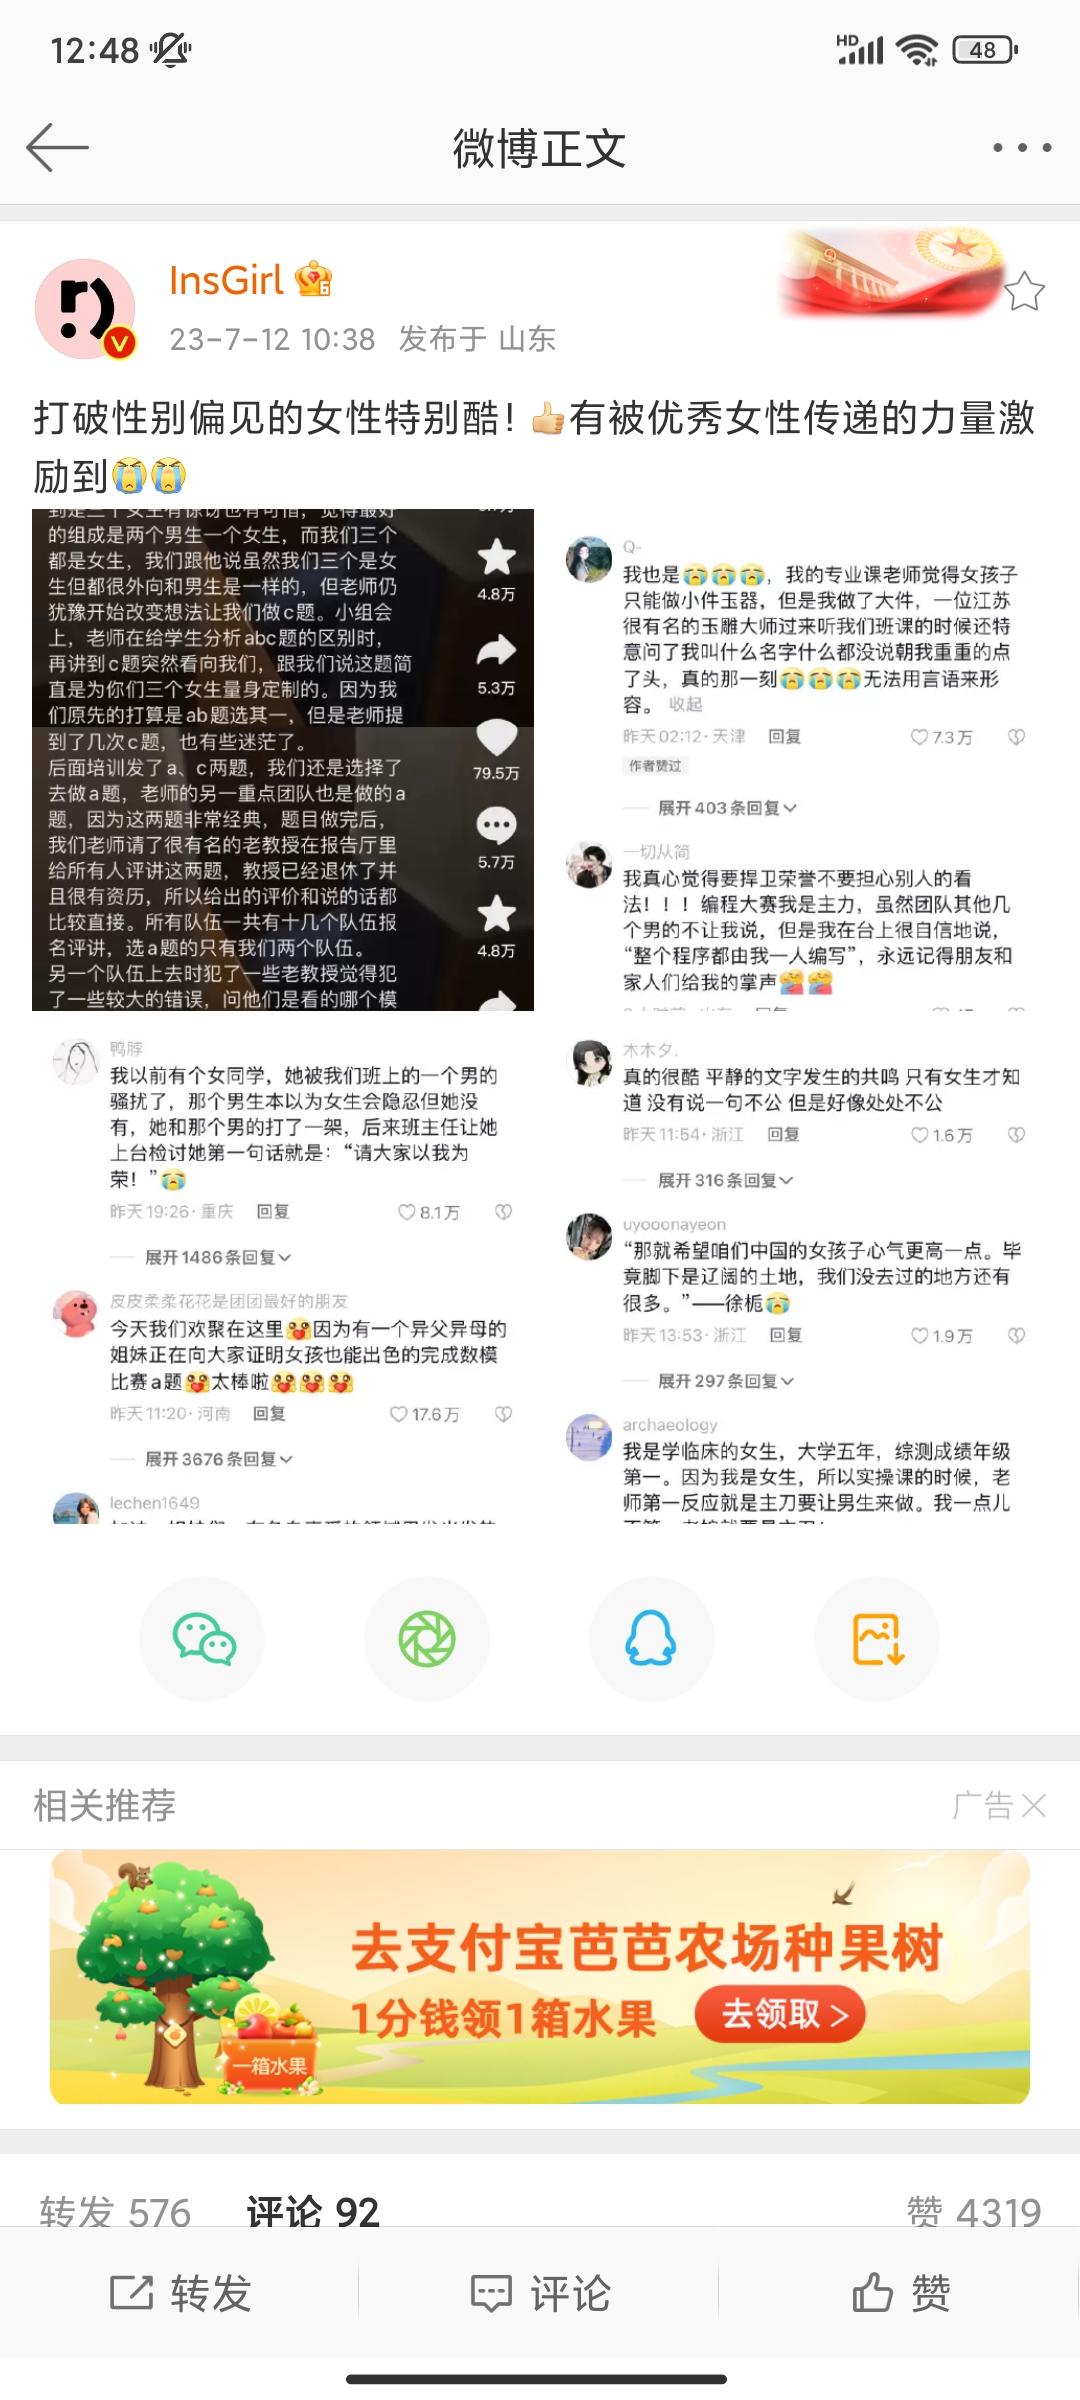 12:48
HD
48
微博正文
InsGirl
6
23-7-12 10:38 发布于 山东
打破性别偏见的女性特别酷！👍有被优秀女性传递的力量激
励到😭😭
的组成是两个男生一个女生，而我们三个
都是女生，我们跟他说虽然我们三个是女
生但都很外向和男生是一样的，但老师仍
犹豫开始改变想法让我们做c题。小组会
上，老师在给学生分析abc题的区别时，
再讲到c题突然看向我们，跟我们说这题简
直是为你们三个女生量身定制的。因为我
们原先的打算是ab题选其一，但是老师提
到了几次c题，也有些迷茫了。
后面培训发了a、c两题，我们还是选择了
去做a题，老师的另一重点团队也是做的a
题，因为这两题非常经典，题目做完后，
我们老师请了很有名的老教授在报告厅里
给所有人评讲这两题，教授已经退休了并
且很有资历，所以给出的评价和说的话都
比较直接。所有队伍一共有十几个队伍报
名评讲，选a题的只有我们两个队伍。
另一个队伍上去时犯了一些老教授觉得犯
了一些较大的错误，问他们是看的哪个模
4.8万
5.3万
79.5万
5.7万
4.8万
Q-
我也是😭😭😭，我的专业课老师觉得女孩子
只能做小件玉器，但是我做了大件，一位江苏
很有名的玉雕大师过来听我们班课的时候还特
意问了我叫什么名字什么都没说朝我重重的点
了头，真的那一刻😭😭😭无法用言语来形
容。 收起
昨天02:12·天津 回复 7.3万
作者赞过
展开403条回复
一切从简
我真心觉得要捍卫荣誉不要担心别人的看
法！！！编程大赛我是主力，虽然团队其他几
个男的不让我说，但是我在台上很自信地说，
“整个程序都由我一人编写”，永远记得朋友和
家人们给我的掌声
鸭脖
我以前有个女同学，她被我们班上的一个男的
骚扰了，那个男生本以为女生会隐忍但她没
有，她和那个男的打了一架，后来班主任让她
上台检讨她第一句话就是：“请大家以我为
荣！”😭
昨天19:26·重庆 回复 8.1万
展开1486条回复
皮皮柔柔花花是团团最好的朋友
今天我们欢聚在这里因为有一个异父异母的
姐妹正在向大家证明女孩也能出色的完成数模
比赛a题太棒啦
昨天11:20·河南 回复 17.6万
展开3676条回复
lechen1649
木木夕.
真的很酷 平静的文字发生的共鸣 只有女生才知
道 没有说一句不公 但是好像处处不公
昨天11:54·浙江 回复 1.6万
展开316条回复
uyooonayeon
“那就希望咱们中国的女孩子心气更高一点。毕
竟脚下是辽阔的土地，我们没去过的地方还有
很多。”——徐栀😭
昨天13:53·浙江 回复 1.9万
展开297条回复
archaeology
我是学临床的女生，大学五年，综测成绩年级
第一。因为我是女生，所以实操课的时候，老
师第一反应就是主刀要让男生来做。我一点儿
相关推荐
广告
去支付宝芭芭农场种果树
1分钱领1箱水果
去领取 >
一箱水果
转发 576 评论 92 赞 4319
转发 评论 赞